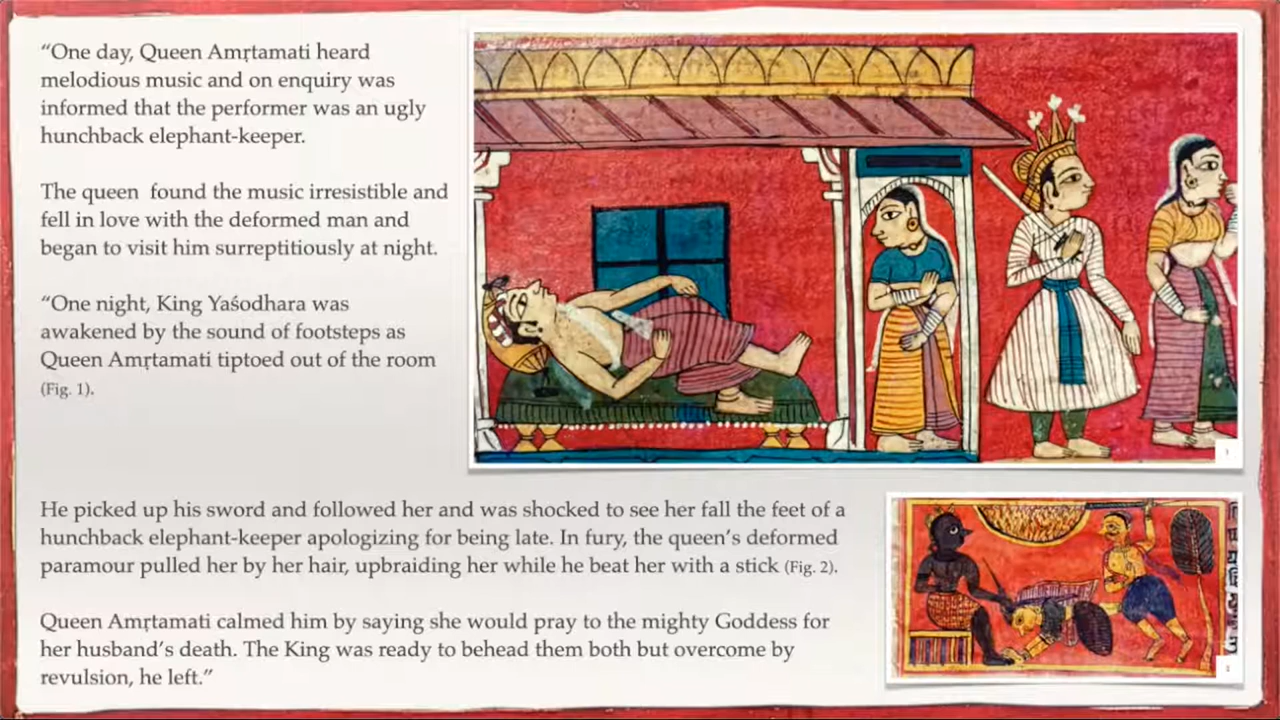 “One day, Queen Amṛtamati heard
melodious music and on enquiry was
informed that the performer was an ugly
hunchback elephant-keeper.
The queen found the music irresistible and
fell in love with the deformed man and
began to visit him surreptitiously at night.
“One night, King Yaśodhara was
awakened by the sound of footsteps as
Queen Amṛtamati tiptoed out of the room
(Fig. 1).
1
He picked up his sword and followed her and was shocked to see her fall the feet of a
hunchback elephant-keeper apologizing for being late. In fury, the queen’s deformed
paramour pulled her by her hair, upbraiding her while he beat her with a stick (Fig. 2).
Queen Amṛtamati calmed him by saying she would pray to the mighty Goddess for
her husband’s death. The King was ready to behead them both but overcome by
revulsion, he left.”
2